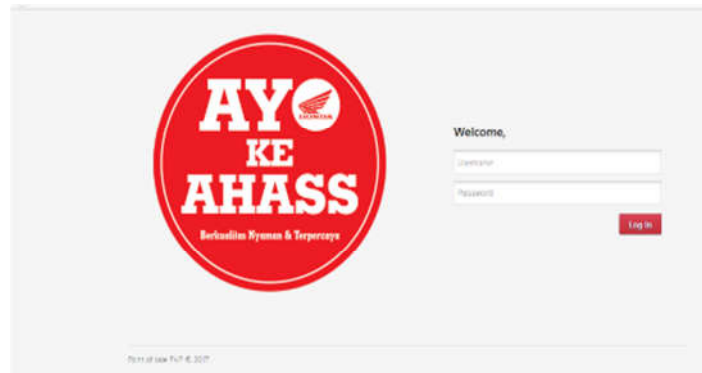 AYO
HONDA
KE
AHASS
Berkualitas Nyaman & Terpercaya
Welcome,
Username
Password
Log In